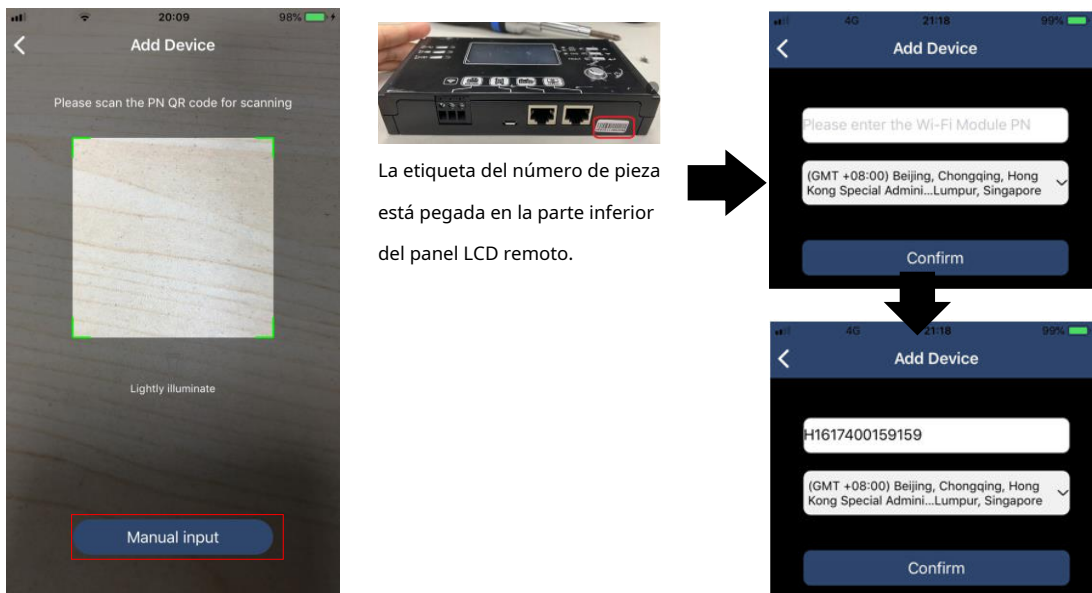 20:09
98%
Add Device
Please scan the PN QR code for scanning
Lightly illuminate
Manual input
La etiqueta del número de pieza
está pegada en la parte inferior
del panel LCD remoto.
4G
21:18
99%
Add Device
Please enter the Wi-Fi Module PN
(GMT +08:00) Beijing, Chongqing, Hong
Kong Special Admini...Lumpur, Singapore
Confirm
4G
21:18
99%
Add Device
H1617400159159
(GMT +08:00) Beijing, Chongqing, Hong
Kong Special Admini...Lumpur, Singapore
Confirm